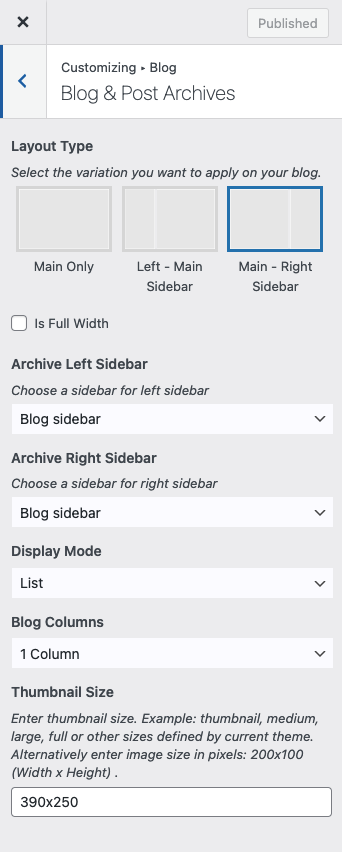 Published
Customizing ▸ Blog
Blog & Post Archives
Layout Type
Select the variation you want to apply on your blog.
Main Only
Left - Main
Sidebar
Main - Right
Sidebar
Is Full Width
Archive Left Sidebar
Choose a sidebar for left sidebar
Blog sidebar
Archive Right Sidebar
Choose a sidebar for right sidebar
Blog sidebar
Display Mode
List
Blog Columns
1 Column
Thumbnail Size
Enter thumbnail size. Example: thumbnail, medium,
large, full or other sizes defined by current theme.
Alternatively enter image size in pixels: 200x100
(Width x Height) .
390x250